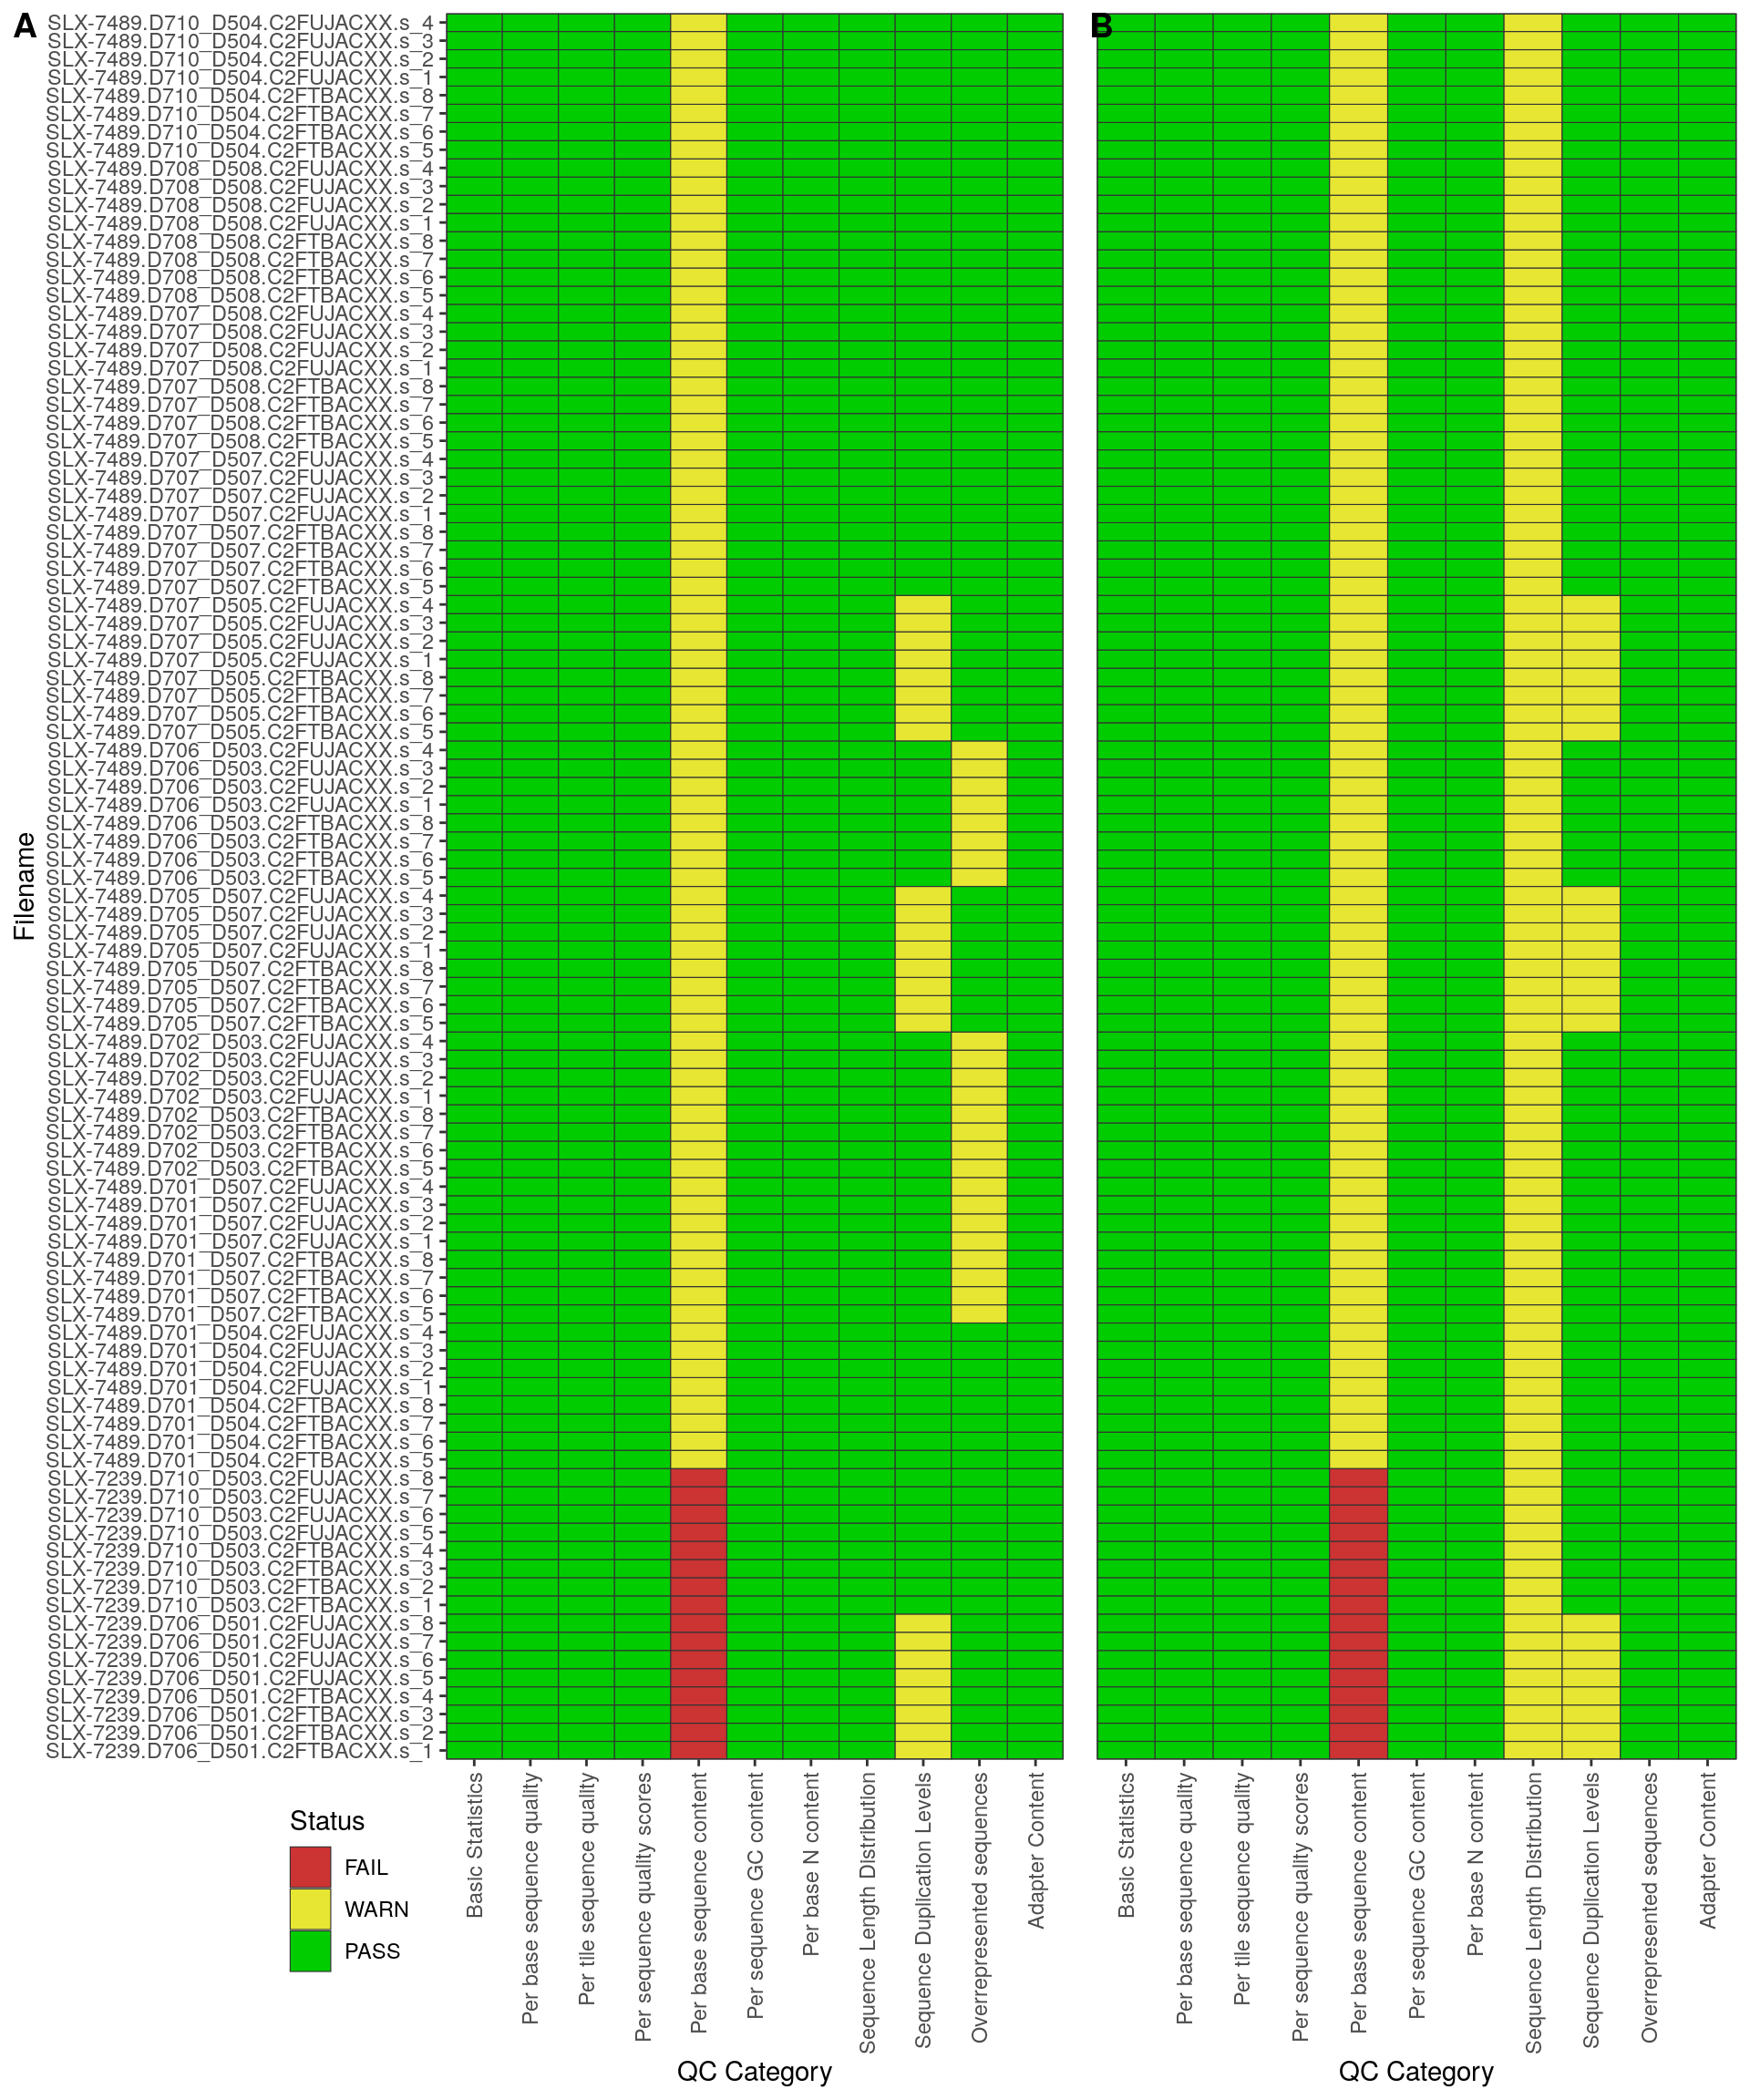 A
B
SLX-7489.D710_D504.C2FUJACXX.s_4
SLX-7489.D710_D504.C2FUJACXX.s_3
SLX-7489.D710_D504.C2FUJACXX.s_2
SLX-7489.D710_D504.C2FUJACXX.s_1
SLX-7489.D710_D504.C2FTBACXX.s_8
SLX-7489.D710_D504.C2FTBACXX.s_7
SLX-7489.D710_D504.C2FTBACXX.s_6
SLX-7489.D710_D504.C2FTBACXX.s_5
SLX-7489.D708_D508.C2FUJACXX.s_4
SLX-7489.D708_D508.C2FUJACXX.s_3
SLX-7489.D708_D508.C2FUJACXX.s_2
SLX-7489.D708_D508.C2FUJACXX.s_1
SLX-7489.D708_D508.C2FTBACXX.s_8
SLX-7489.D708_D508.C2FTBACXX.s_7
SLX-7489.D708_D508.C2FTBACXX.s_6
SLX-7489.D708_D508.C2FTBACXX.s_5
SLX-7489.D707_D508.C2FUJACXX.s_4
SLX-7489.D707_D508.C2FUJACXX.s_3
SLX-7489.D707_D508.C2FUJACXX.s_2
SLX-7489.D707_D508.C2FUJACXX.s_1
SLX-7489.D707_D508.C2FTBACXX.s_8
SLX-7489.D707_D508.C2FTBACXX.s_7
SLX-7489.D707_D508.C2FTBACXX.s_6
SLX-7489.D707_D508.C2FTBACXX.s_5
SLX-7489.D707_D507.C2FUJACXX.s_4
SLX-7489.D707_D507.C2FUJACXX.s_3
SLX-7489.D707_D507.C2FUJACXX.s_2
SLX-7489.D707_D507.C2FUJACXX.s_1
SLX-7489.D707_D507.C2FTBACXX.s_8
SLX-7489.D707_D507.C2FTBACXX.s_7
SLX-7489.D707_D507.C2FTBACXX.s_6
SLX-7489.D707_D507.C2FTBACXX.s_5
SLX-7489.D707_D505.C2FUJACXX.s_4
SLX-7489.D707_D505.C2FUJACXX.s_3
SLX-7489.D707_D505.C2FUJACXX.s_2
SLX-7489.D707_D505.C2FUJACXX.s_1
SLX-7489.D707_D505.C2FTBACXX.s_8
SLX-7489.D707_D505.C2FTBACXX.s_7
SLX-7489.D707_D505.C2FTBACXX.s_6
SLX-7489.D707_D505.C2FTBACXX.s_5
SLX-7489.D706_D503.C2FUJACXX.s_4
SLX-7489.D706_D503.C2FUJACXX.s_3
SLX-7489.D706_D503.C2FUJACXX.s_2
SLX-7489.D706_D503.C2FUJACXX.s_1
SLX-7489.D706_D503.C2FTBACXX.s_8
SLX-7489.D706_D503.C2FTBACXX.s_7
SLX-7489.D706_D503.C2FTBACXX.s_6
SLX-7489.D706_D503.C2FTBACXX.s_5
SLX-7489.D705_D507.C2FUJACXX.s_4
SLX-7489.D705_D507.C2FUJACXX.s_3
SLX-7489.D705_D507.C2FUJACXX.s_2
SLX-7489.D705_D507.C2FUJACXX.s_1
SLX-7489.D705_D507.C2FTBACXX.s_8
SLX-7489.D705_D507.C2FTBACXX.s_7
SLX-7489.D705_D507.C2FTBACXX.s_6
SLX-7489.D705_D507.C2FTBACXX.s_5
SLX-7489.D702_D503.C2FUJACXX.s_4
SLX-7489.D702_D503.C2FUJACXX.s_3
SLX-7489.D702_D503.C2FUJACXX.s_2
SLX-7489.D702_D503.C2FUJACXX.s_1
SLX-7489.D702_D503.C2FTBACXX.s_8
SLX-7489.D702_D503.C2FTBACXX.s_7
SLX-7489.D702_D503.C2FTBACXX.s_6
SLX-7489.D702_D503.C2FTBACXX.s_5
SLX-7489.D701_D507.C2FUJACXX.s_4
SLX-7489.D701_D507.C2FUJACXX.s_3
SLX-7489.D701_D507.C2FUJACXX.s_2
SLX-7489.D701_D507.C2FUJACXX.s_1
SLX-7489.D701_D507.C2FTBACXX.s_8
SLX-7489.D701_D507.C2FTBACXX.s_7
SLX-7489.D701_D507.C2FTBACXX.s_6
SLX-7489.D701_D507.C2FTBACXX.s_5
SLX-7489.D701_D504.C2FUJACXX.s_4
SLX-7489.D701_D504.C2FUJACXX.s_3
SLX-7489.D701_D504.C2FUJACXX.s_2
SLX-7489.D701_D504.C2FUJACXX.s_1
SLX-7489.D701_D504.C2FTBACXX.s_8
SLX-7489.D701_D504.C2FTBACXX.s_7
SLX-7489.D701_D504.C2FTBACXX.s_6
SLX-7489.D701_D504.C2FTBACXX.s_5
SLX-7239.D710_D503.C2FUJACXX.s_8
SLX-7239.D710_D503.C2FUJACXX.s_7
SLX-7239.D710_D503.C2FUJACXX.s_6
SLX-7239.D710_D503.C2FUJACXX.s_5
SLX-7239.D710_D503.C2FTBACXX.s_4
SLX-7239.D710_D503.C2FTBACXX.s_3
SLX-7239.D710_D503.C2FTBACXX.s_2
SLX-7239.D710_D503.C2FTBACXX.s_1
SLX-7239.D706_D501.C2FUJACXX.s_8
SLX-7239.D706_D501.C2FUJACXX.s_7
SLX-7239.D706_D501.C2FUJACXX.s_6
SLX-7239.D706_D501.C2FUJACXX.s_5
SLX-7239.D706_D501.C2FTBACXX.s_4
SLX-7239.D706_D501.C2FTBACXX.s_3
SLX-7239.D706_D501.C2FTBACXX.s_2
SLX-7239.D706_D501.C2FTBACXX.s_1
Filename
Basic Statistics
Per base sequence quality
Per tile sequence quality
Per sequence quality scores
Per base sequence content
Per sequence GC content
Per base N content
Sequence Length Distribution
Sequence Duplication Levels
Overrepresented sequences
Adapter Content
Basic Statistics
Per base sequence quality
Per tile sequence quality
Per sequence quality scores
Per base sequence content
Per sequence GC content
Per base N content
Sequence Length Distribution
Sequence Duplication Levels
Overrepresented sequences
Adapter Content
Status
FAIL
WARN
PASS
QC Category
QC Category